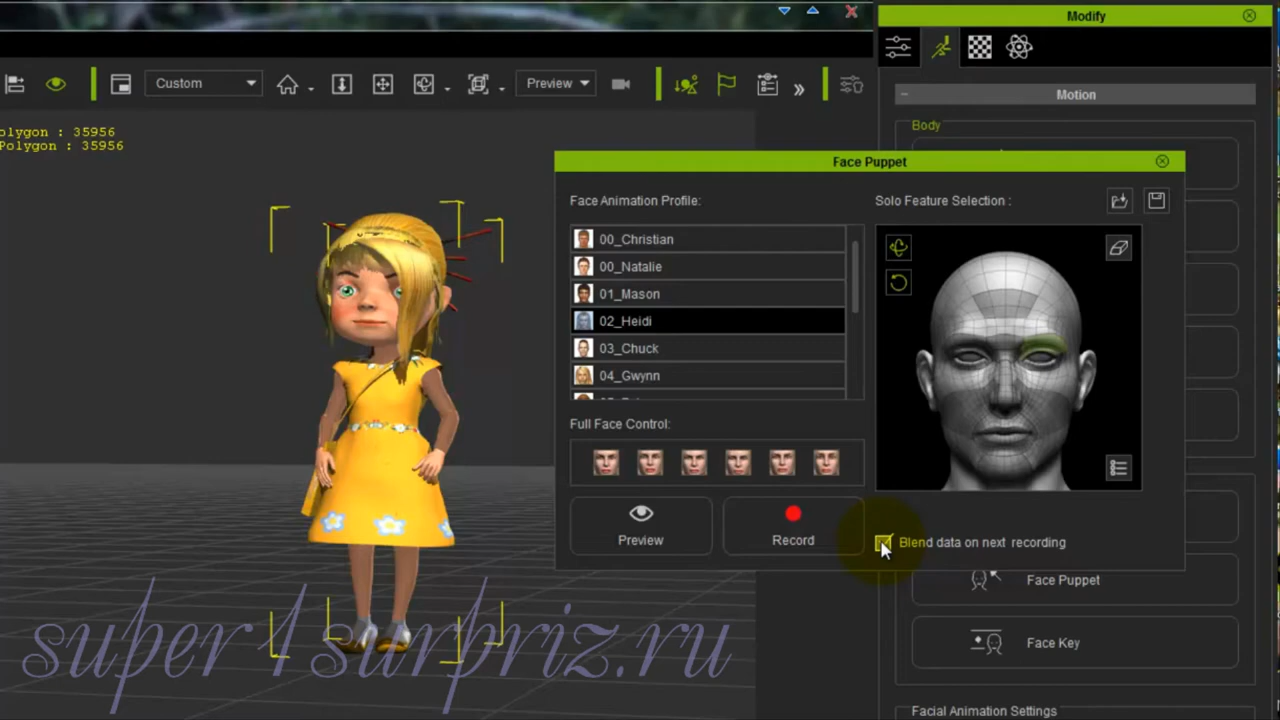 Modify
Custom
Preview
»
olygon : 35956
Polygon : 35956
Motion
Body
Face Puppet
Face Animation Profile:
Solo Feature Selection :
00_Christian
00_Natalie
01_Mason
02_Heidi
03_Chuck
04_Gwynn
Full Face Control:
Preview
Record
Blend data on next recording
Face Puppet
Face Key
super1surpriz.ru
Facial Animation Settings